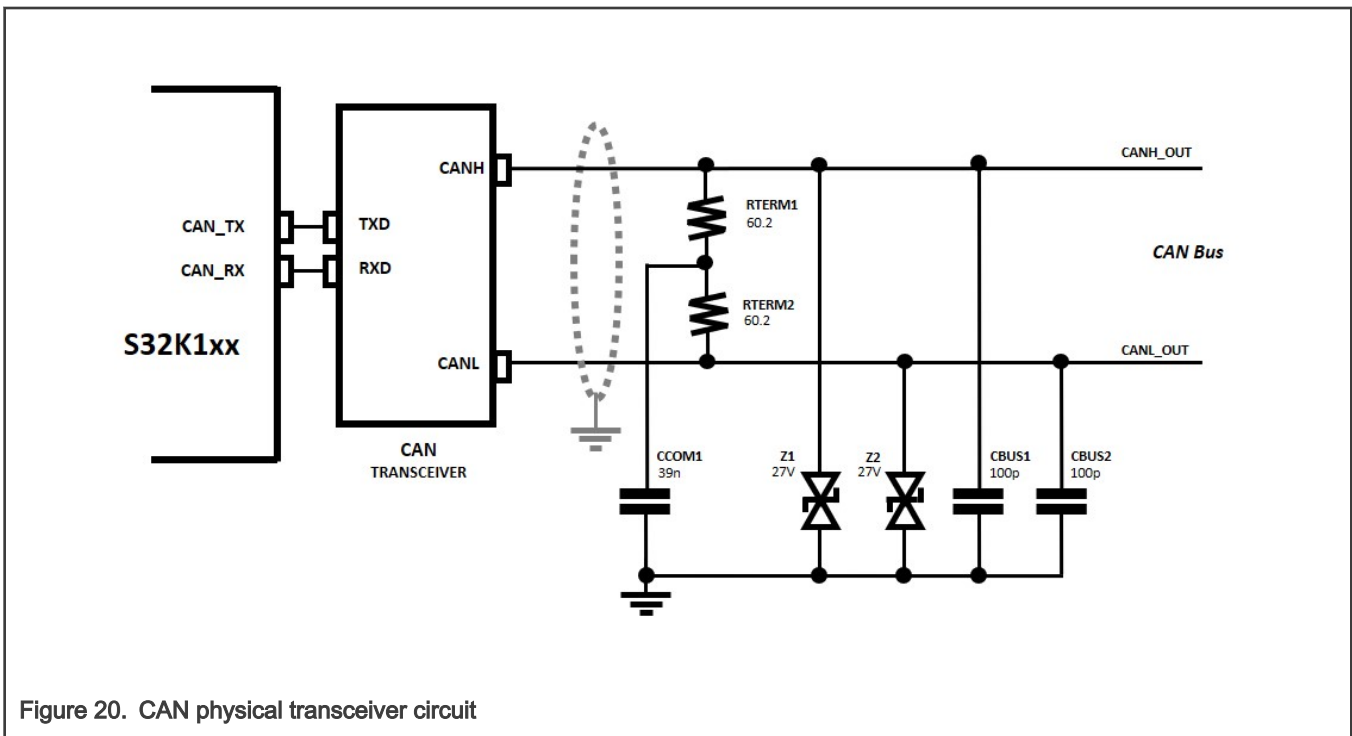 CANH
CANH_OUT
RTERM1
60.2
CAN_TX
TXD
CAN_RX
RXD
CAN Bus
RTERM2
60.2
S32K1xx
CANL
CANL_OUT
CAN
TRANSCEIVER
CCOM1
39n
Z1
27V
Z2
27V
CBUS1
100p
CBUS2
100p
Figure 20. CAN physical transceiver circuit